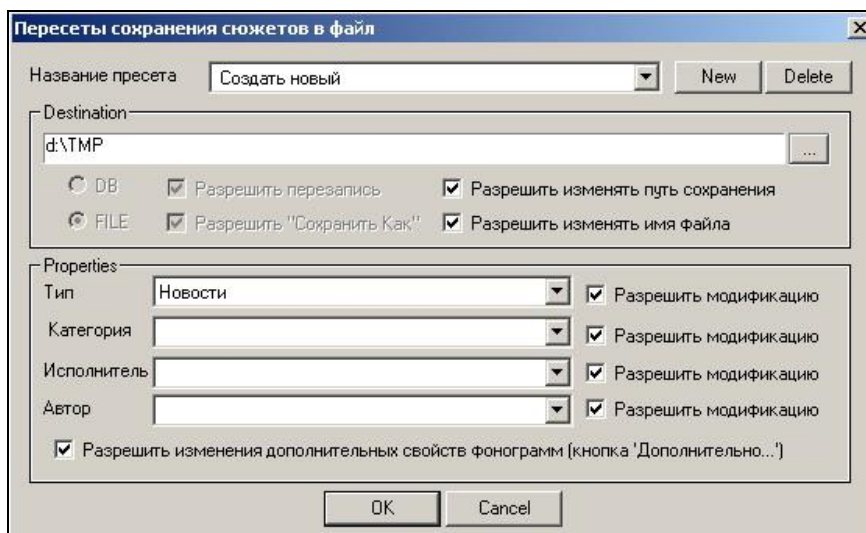 Пересеты сохранения сюжетов в файл
Название пресета Создать новый New Delete
Destination
d:\TMP ...
DB Разрешить перезапись Разрешить изменять путь сохранения
FILE Разрешить "Сохранить Как" Разрешить изменять имя файла
Properties
Тип Новости Разрешить модификацию
Категория Разрешить модификацию
Исполнитель Разрешить модификацию
Автор Разрешить модификацию
Разрешить изменения дополнительных свойств фонограмм (кнопка 'Дополнительно...')
OK Cancel